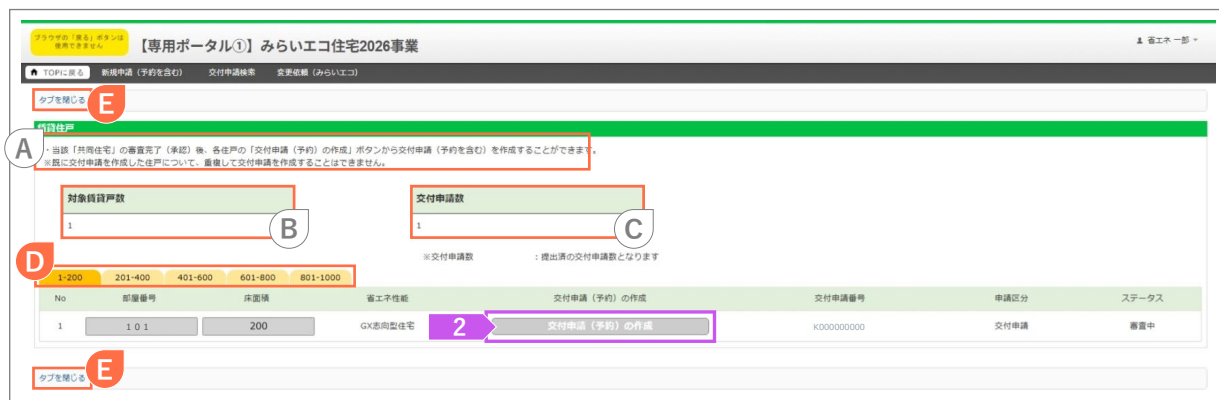 ブラウザの「戻る」ボタンは
使用できません
【専用ポータル①】みらいエコ住宅2026事業
省エネ 一郎
TOPに戻る 新規申請（予約を含む） 交付申請検索 変更依頼（みらいエコ）
タブを閉じる
E
賃貸住戸
A
・当該「共同住宅」の審査完了（承認）後、各住戸の「交付申請（予約）の作成」ボタンから交付申請（予約を含む）を作成することができます。
※既に交付申請を作成した住戸について、重複して交付申請を作成することはできません。
対象賃貸戸数 交付申請数
1 B 1 C
※交付申請数 ：提出済の交付申請数となります
D
1-200 201-400 401-600 601-800 801-1000
No 部屋番号 床面積 省エネ性能 交付申請（予約）の作成 交付申請番号 申請区分 ステータス
1 101 200 GX志向型住宅 2 交付申請（予約）の作成 K000000000 交付申請 審査中
タブを閉じる
E